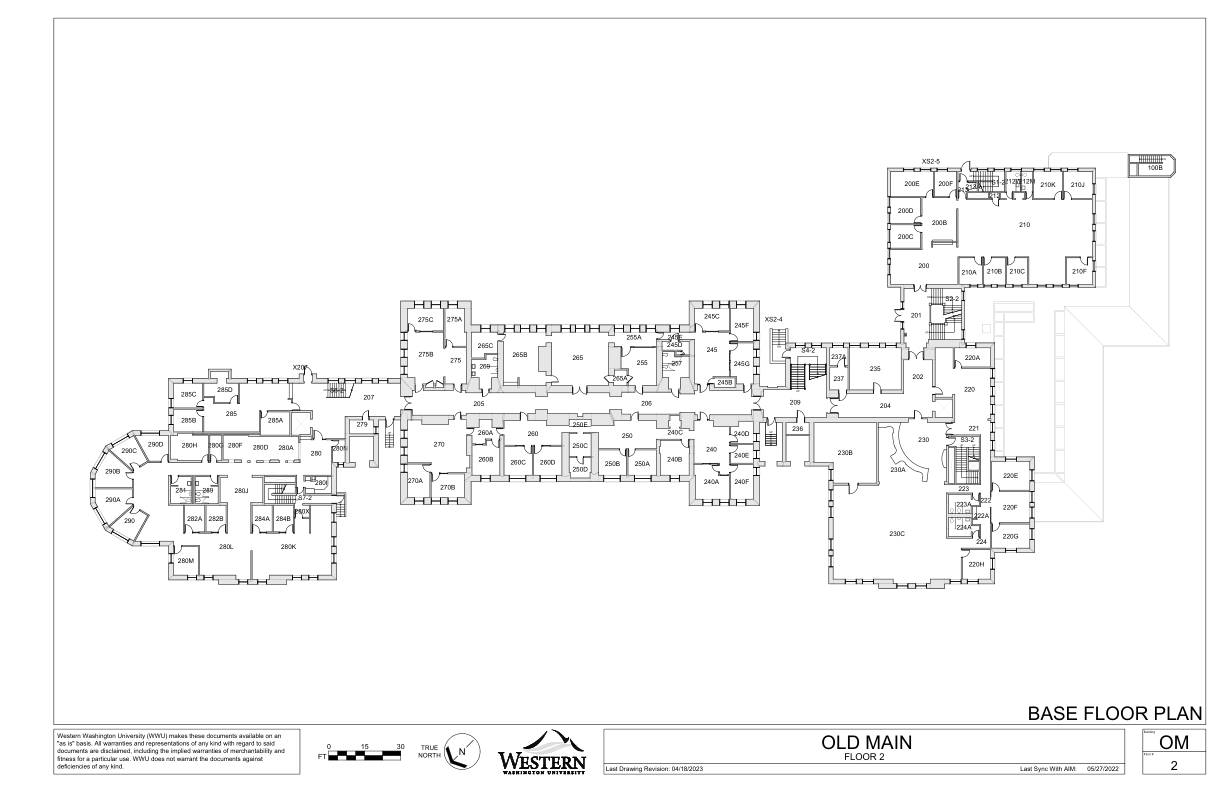 XS2-5
100B
200E
200F
210K
210J
212
200D
200B
210
200C
200
210A
210B
210C
210F
S2-2
201
275C
275A
245C
245F
XS2-4
255A
245E
245D
265C
265B
265
275B
275
255
257
245
245G
S4-2
237A
235
202
220A
269
265A
245B
237
220
285C
285D
207
205
206
209
204
285B
285
285A
279
250E
236
221
290D
290C
280H
280F
280D
280A
280
270
260A
260
250
240C
240D
240
240E
230
S3-2
250C
290B
260B
260C
260D
250D
250B
250A
240B
230B
230A
220E
290A
281
289
280J
280I
270A
270B
240A
240F
223
222
S7-2
223A
220F
290
282A
282B
284A
284B
280X
222A
224A
230C
220G
224
280L
280K
280M
220H
BASE FLOOR PLAN
Western Washington University (WWU) makes these documents available on an
"as is" basis. All warranties and representations of any kind with regard to said
documents are disclaimed, including the implied warranties of merchantability and
fitness for a particular use. WWU does not warrant the documents against
deficiencies of any kind.
0 15 30
FT
TRUE
NORTH
N
WESTERN
WASHINGTON UNIVERSITY
OLD MAIN
FLOOR 2
Last Drawing Revision: 04/18/2023
Last Sync With AIM: 05/27/2022
Building
OM
2